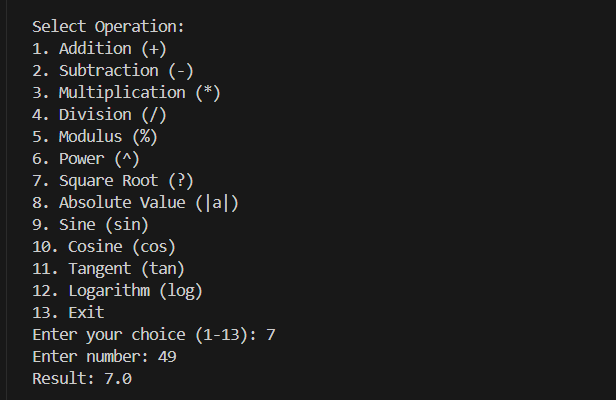 Select Operation:
1. Addition (+)
2. Subtraction (-)
3. Multiplication (*)
4. Division (/)
5. Modulus (%)
6. Power (^)
7. Square Root (?)
8. Absolute Value (|a|)
9. Sine (sin)
10. Cosine (cos)
11. Tangent (tan)
12. Logarithm (log)
13. Exit
Enter your choice (1-13): 7
Enter number: 49
Result: 7.0